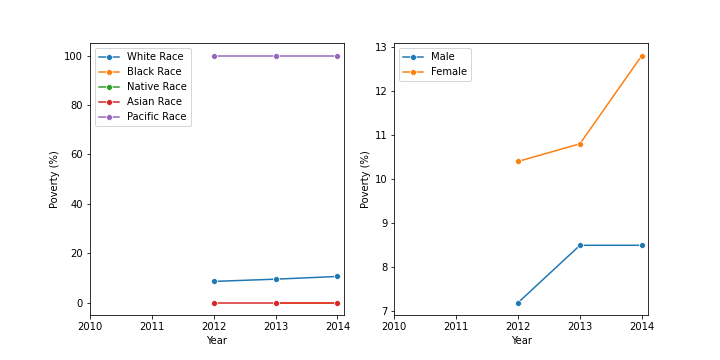 100
80
60
40
20
0
Poverty (%)
White Race
Black Race
Native Race
Asian Race
Pacific Race
2010 2011 2012 2013 2014
Year
13
12
11
10
9
8
7
Poverty (%)
Male
Female
2010 2011 2012 2013 2014
Year